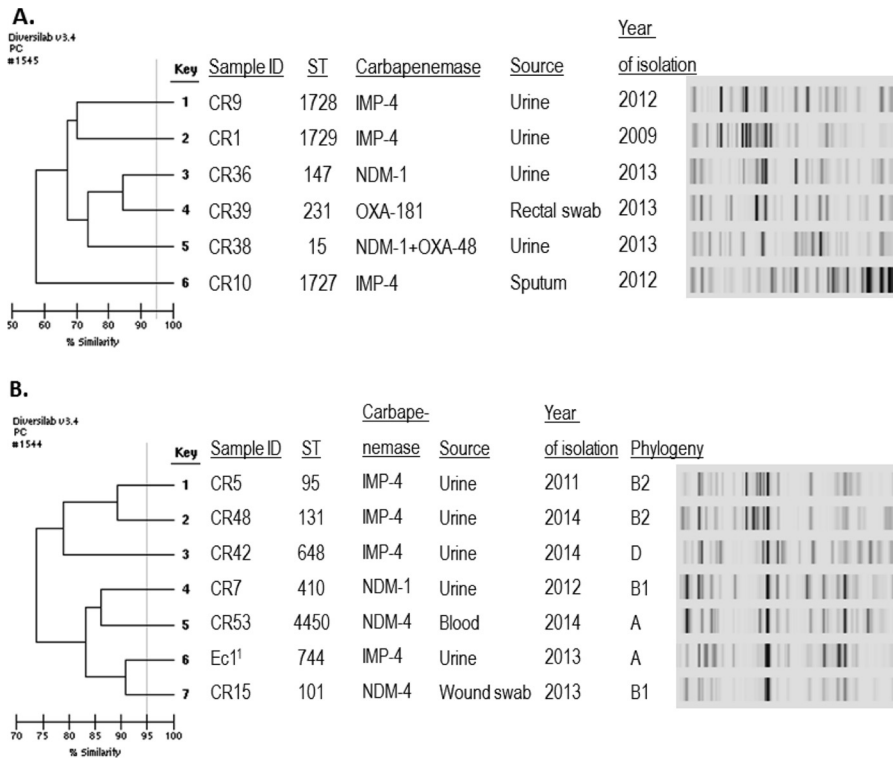 A.
Diversilab v3.4
PC
#1545
Key Sample ID ST Carbapenemase Source Year of isolation
1 CR9 1728 IMP-4 Urine 2012
2 CR1 1729 IMP-4 Urine 2009
3 CR36 147 NDM-1 Urine 2013
4 CR39 231 OXA-181 Rectal swab 2013
5 CR38 15 NDM-1+OXA-48 Urine 2013
6 CR10 1727 IMP-4 Sputum 2012
50 60 70 80 90 100
% Similarity
B.
Diversilab v3.4
PC
#1544
Key Sample ID ST Carbape-nemase Source Year of isolation Phylogeny
1 CR5 95 IMP-4 Urine 2011 B2
2 CR48 131 IMP-4 Urine 2014 B2
3 CR42 648 IMP-4 Urine 2014 D
4 CR7 410 NDM-1 Urine 2012 B1
5 CR53 4450 NDM-4 Blood 2014 A
6 Ec1¹ 744 IMP-4 Urine 2013 A
7 CR15 101 NDM-4 Wound swab 2013 B1
70 75 80 85 90 95 100
% Similarity